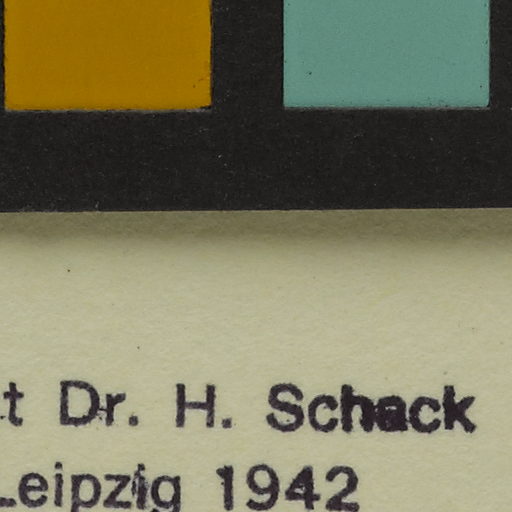 t Dr. H. Schack
Leipzig 1942